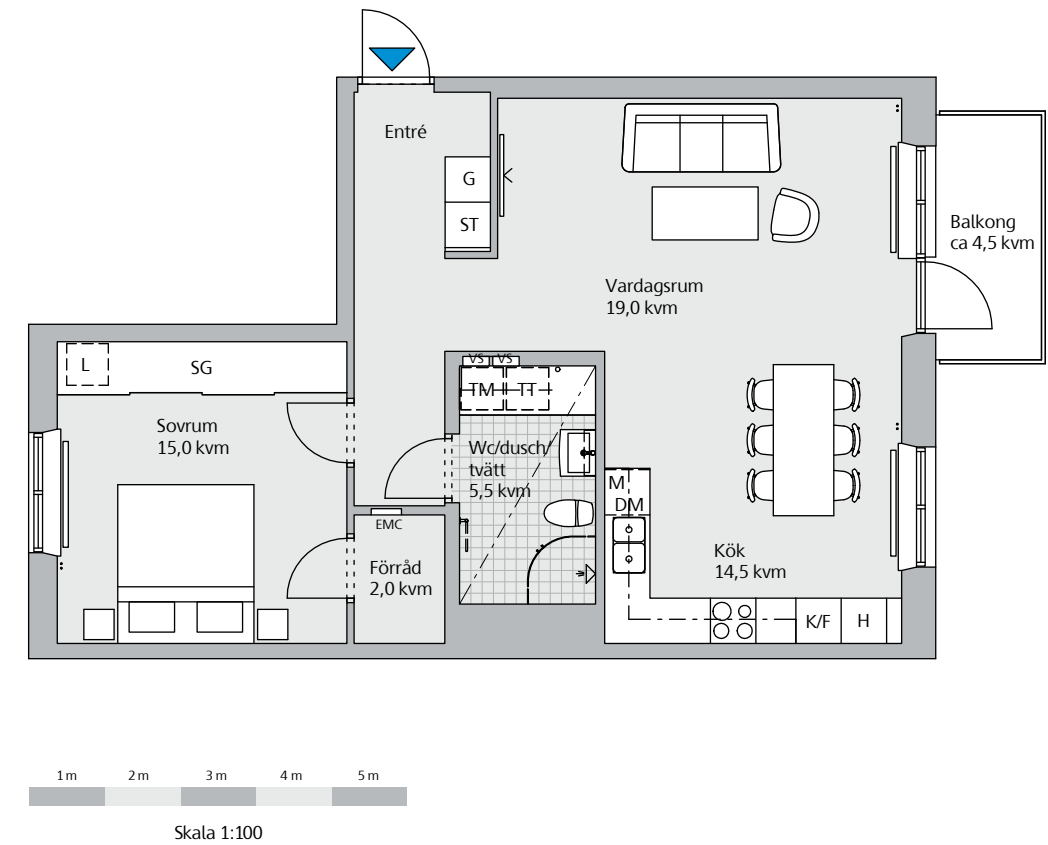 Entré
G
ST
Balkong
ca 4,5 kvm
Vardagsrum
19,0 kvm
L
SG
VS VS
TM TT
Sovrum
15,0 kvm
Wc/dusch/
tvätt
5,5 kvm
M
DM
EMC
Förråd
2,0 kvm
Kök
14,5 kvm
K/F
H
1 m 2 m 3 m 4 m 5 m
Skala 1:100